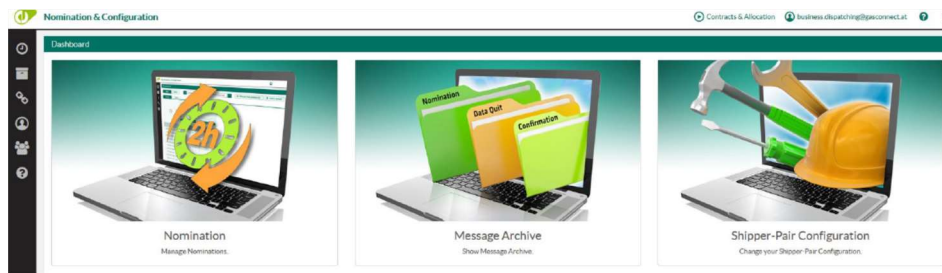 Nomination & Configuration
Contracts & Allocation
business.dispatching@gasconnect.at
Dashboard
2h
Nomination
Data Quit
Confirmation
Nomination
Manage Nominations.
Message Archive
Show Message Archive.
Shipper-Pair Configuration
Change your Shipper-Pair Configuration.